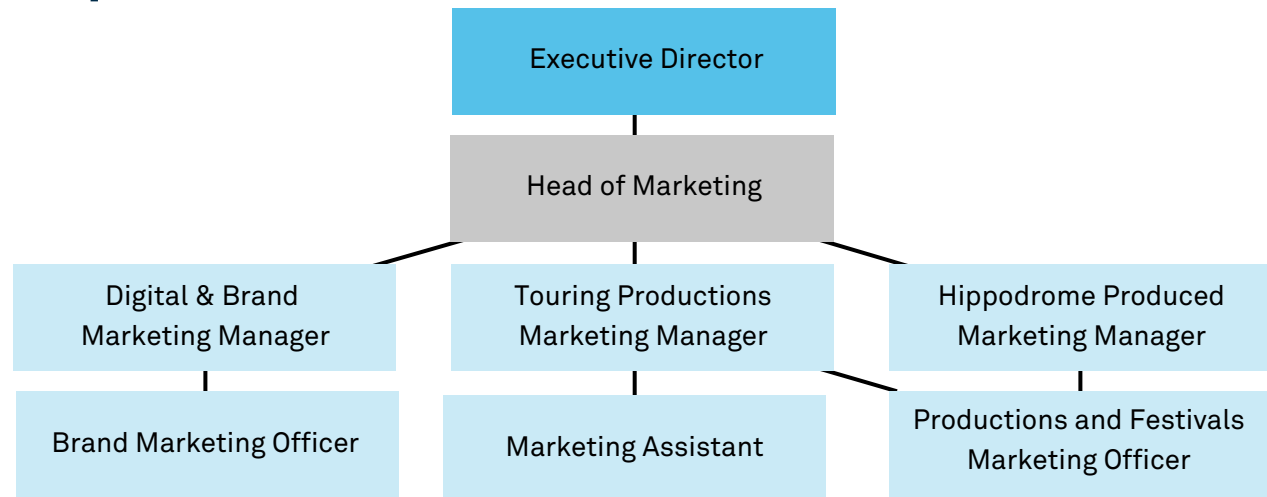 Executive Director
Head of Marketing
Digital & Brand
Marketing Manager
Touring Productions
Marketing Manager
Hippodrome Produced
Marketing Manager
Brand Marketing Officer
Marketing Assistant
Productions and Festivals
Marketing Officer